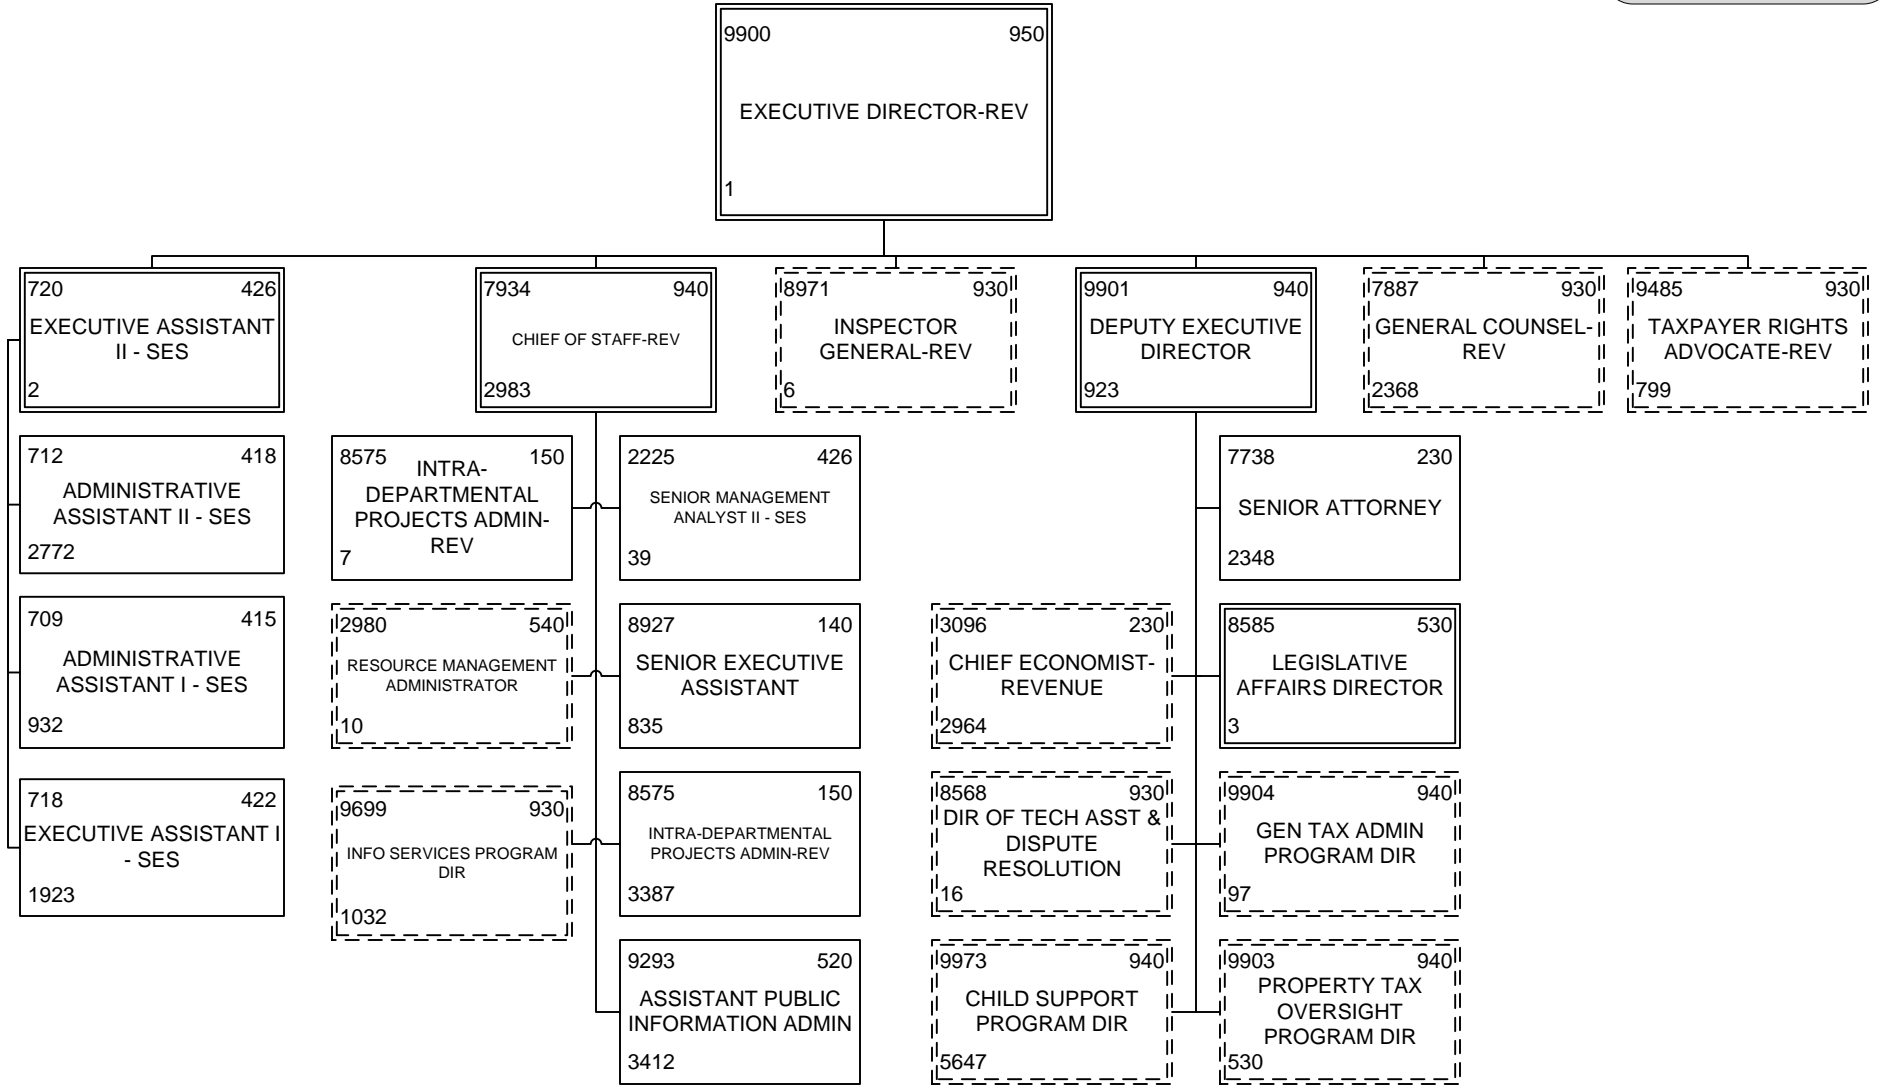 9900 950
EXECUTIVE DIRECTOR-REV
1
720 426
EXECUTIVE ASSISTANT
II - SES
2
7934 940
CHIEF OF STAFF-REV
2983
8971 930
INSPECTOR
GENERAL-REV
6
9901 940
DEPUTY EXECUTIVE
DIRECTOR
923
7887 930
GENERAL COUNSEL-
REV
2368
9485 930
TAXPAYER RIGHTS
ADVOCATE-REV
799
712 418
ADMINISTRATIVE
ASSISTANT II - SES
2772
8575 150
INTRA-
DEPARTMENTAL
PROJECTS ADMIN-
REV
7
2225 426
SENIOR MANAGEMENT
ANALYST II - SES
39
7738 230
SENIOR ATTORNEY
2348
709 415
ADMINISTRATIVE
ASSISTANT I - SES
932
2980 540
RESOURCE MANAGEMENT
ADMINISTRATOR
10
8927 140
SENIOR EXECUTIVE
ASSISTANT
835
3096 230
CHIEF ECONOMIST-
REVENUE
2964
8585 530
LEGISLATIVE
AFFAIRS DIRECTOR
3
718 422
EXECUTIVE ASSISTANT I
- SES
1923
9699 930
INFO SERVICES PROGRAM
DIR
1032
8575 150
INTRA-DEPARTMENTAL
PROJECTS ADMIN-REV
3387
8568 930
DIR OF TECH ASST &
DISPUTE
RESOLUTION
16
9904 940
GEN TAX ADMIN
PROGRAM DIR
97
9293 520
ASSISTANT PUBLIC
INFORMATION ADMIN
3412
9973 940
CHILD SUPPORT
PROGRAM DIR
5647
9903 940
PROPERTY TAX
OVERSIGHT
PROGRAM DIR
530